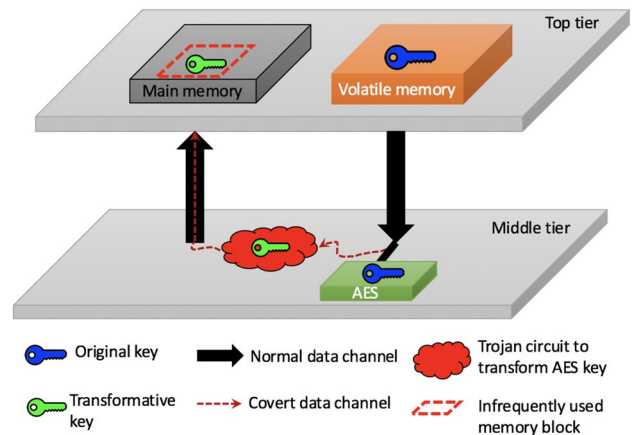 Top tier
Main memory
Volatile memory
Middle tier
AES
Original key
Normal data channel
Trojan circuit to
transform AES key
Transformative
key
Covert data channel
Infrequently used
memory block